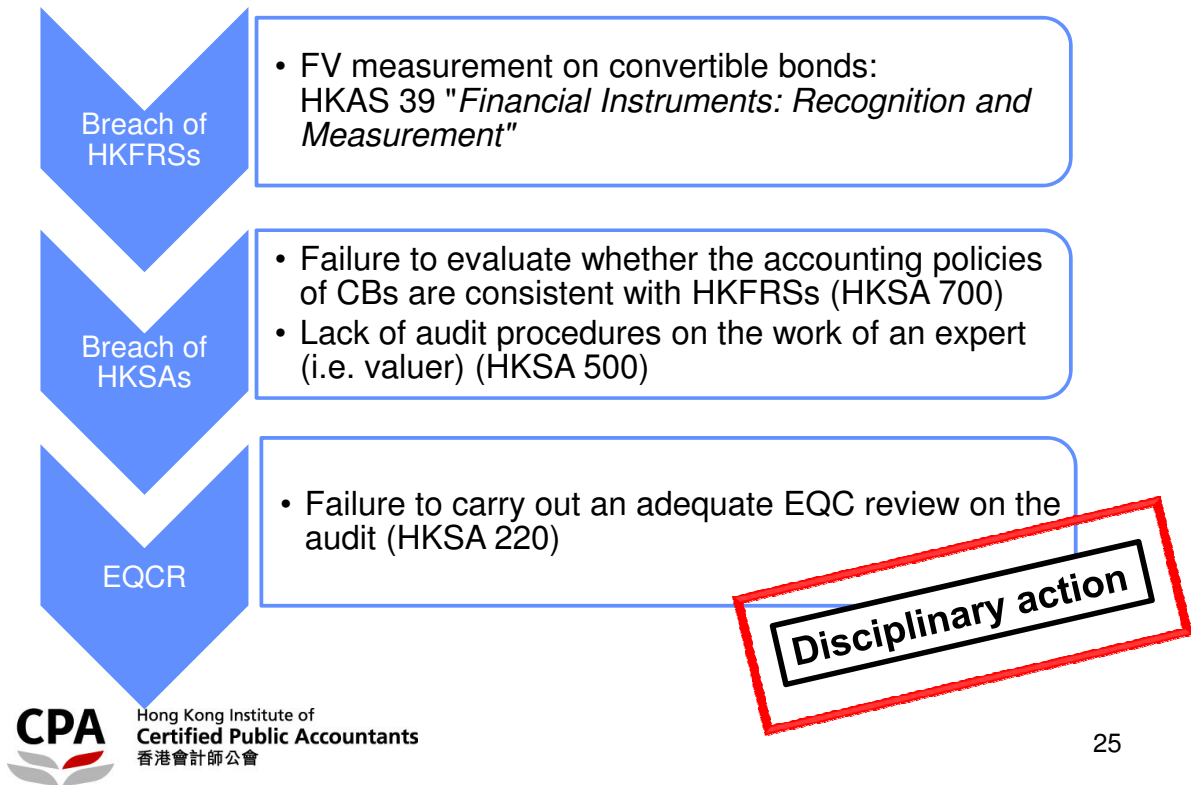 Breach of
HKFRSs
• FV measurement on convertible bonds:
HKAS 39 "Financial Instruments: Recognition and
Measurement"
Breach of
HKSAs
• Failure to evaluate whether the accounting policies
of CBs are consistent with HKFRSs (HKSA 700)
• Lack of audit procedures on the work of an expert
(i.e. valuer) (HKSA 500)
EQCR
• Failure to carry out an adequate EQC review on the
audit (HKSA 220)
Disciplinary action
CPA
Hong Kong Institute of
Certified Public Accountants
香港會計師公會
25